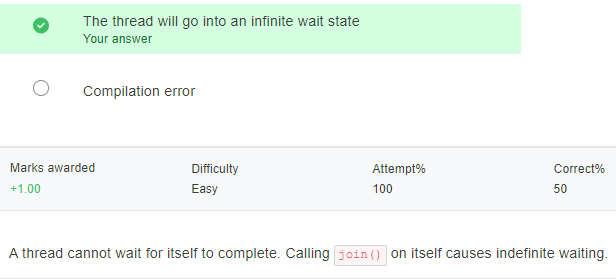 The thread will go into an infinite wait state
Your answer
Compilation error
Marks awarded Difficulty Attempt% Correct%
+1.00 Easy 100 50
A thread cannot wait for itself to complete. Calling join() on itself causes indefinite waiting.